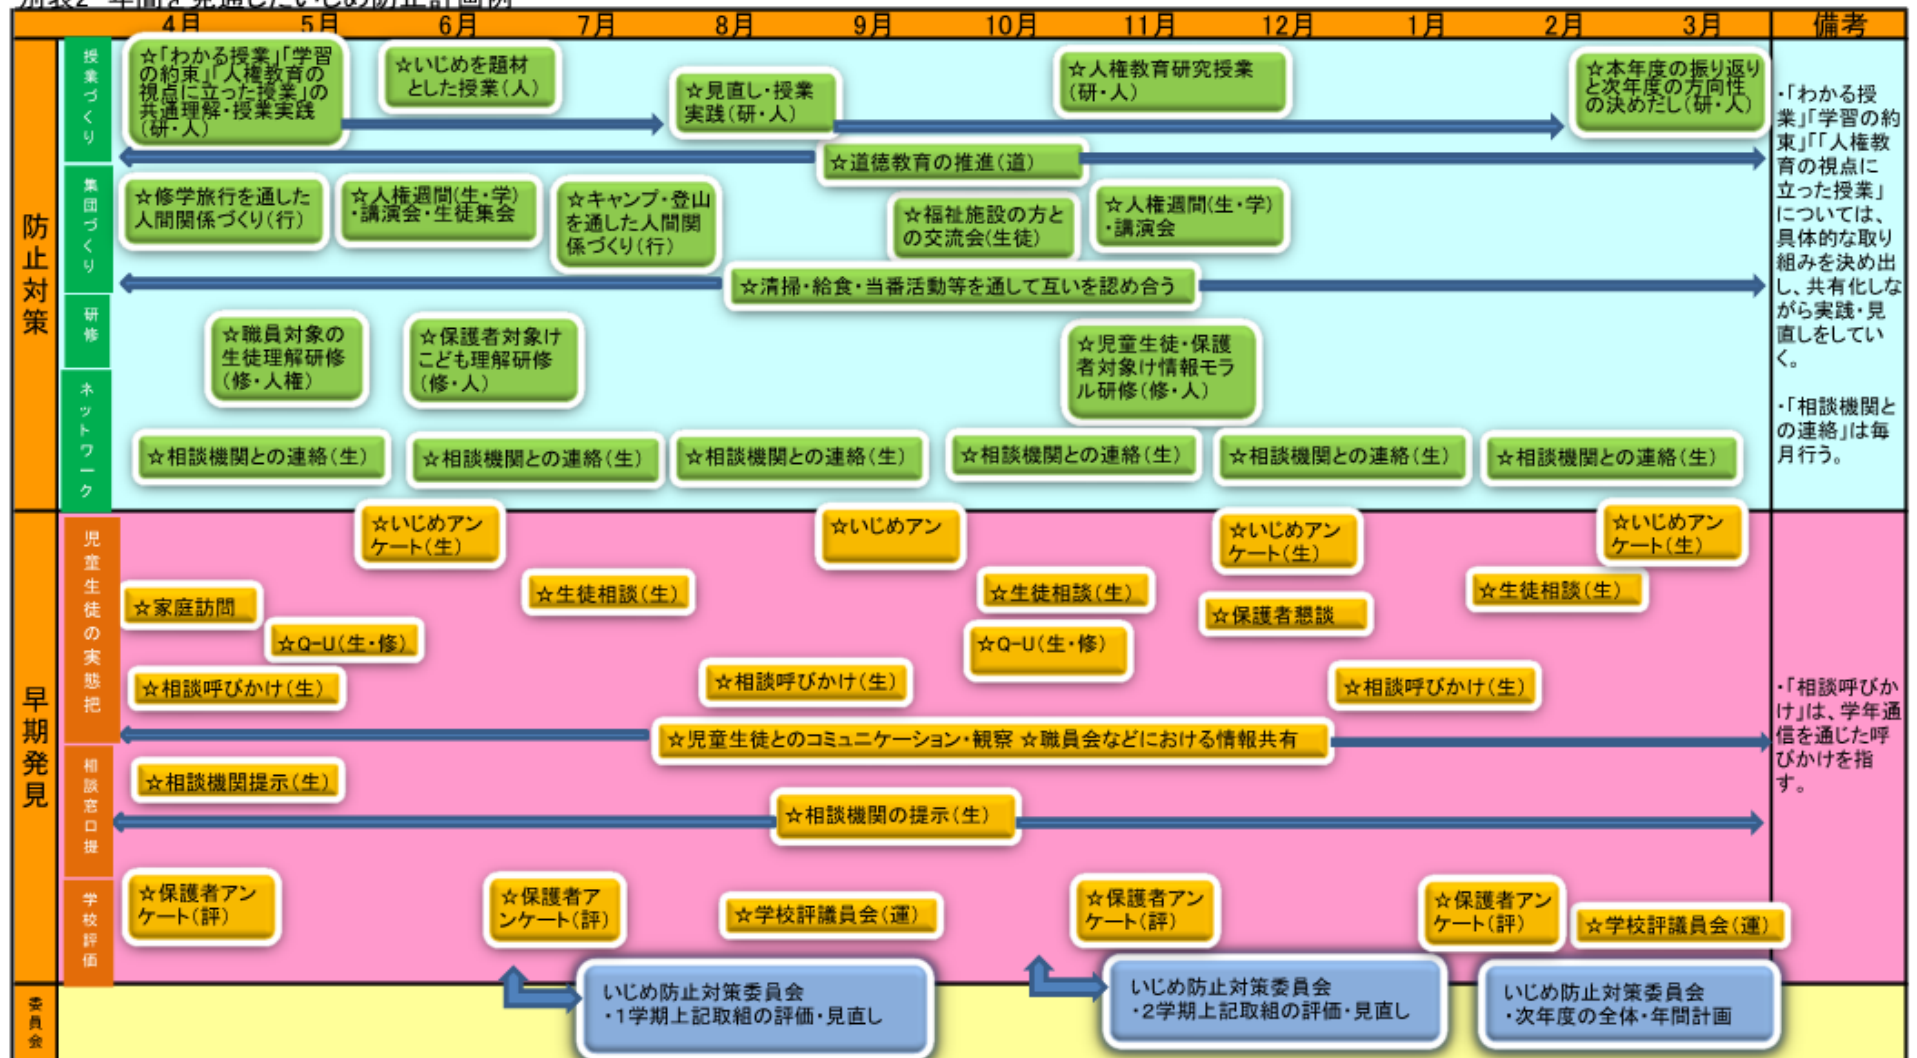 別表2 年間を見通したいじめ防止計画例
4月 5月 6月 7月 8月 9月 10月 11月 12月 1月 2月 3月 備考
防止対策
授業づくり
☆「わかる授業」「学習
の約束」「人権教育の
視点に立った授業」の
共通理解・授業実践
(研・人)
☆いじめを題材
とした授業(人)
☆見直し・授業
実践(研・人)
☆人権教育研究授業
(研・人)
☆本年度の振り返り
と次年度の方向性
の決めだし(研・人)
☆道徳教育の推進(道)
集団づくり
☆修学旅行を通した
人間関係づくり(行)
☆人権週間(生・学)
・講演会・生徒集会
☆キャンプ・登山
を通した人間関
係づくり(行)
☆福祉施設の方と
の交流会(生徒)
☆人権週間(生・学)
・講演会
☆清掃・給食・当番活動等を通して互いを認め合う
研修
☆職員対象の
生徒理解研修
(修・人権)
☆保護者対象け
こども理解研修
(修・人)
☆児童生徒・保護
者対象け情報モラ
ル研修(修・人)
ネットワーク
☆相談機関との連絡(生)
☆相談機関との連絡(生)
☆相談機関との連絡(生)
☆相談機関との連絡(生)
☆相談機関との連絡(生)
☆相談機関との連絡(生)
・「わかる授
業」「学習の約
束」「「人権教
育の視点に
立った授業」
については、
具体的な取り
組みを決め出
し、共有化しな
がら実践・見
直しをしてい
く。
・「相談機関と
の連絡」は毎
月行う。
早期発見
児童生徒の実態把
☆いじめアン
ケート(生)
☆いじめアン
☆いじめアン
ケート(生)
☆いじめアン
ケート(生)
☆家庭訪問
☆生徒相談(生)
☆生徒相談(生)
☆生徒相談(生)
☆Q-U(生・修)
☆Q-U(生・修)
☆保護者懇談
☆相談呼びかけ(生)
☆相談呼びかけ(生)
☆相談呼びかけ(生)
☆児童生徒とのコミュニケーション・観察 ☆職員会などにおける情報共有
相談窓口提
☆相談機関提示(生)
☆相談機関の提示(生)
・「相談呼びか
け」は、学年通
信を通じた呼
びかけを指
す。
学校評価
☆保護者アン
ケート(評)
☆保護者ア
ンケート(評)
☆学校評議員会(運)
☆保護者アン
ケート(評)
☆保護者アン
ケート(評)
☆学校評議員会(運)
委員会
いじめ防止対策委員会
・1学期上記取組の評価・見直し
いじめ防止対策委員会
・2学期上記取組の評価・見直し
いじめ防止対策委員会
・次年度の全体・年間計画